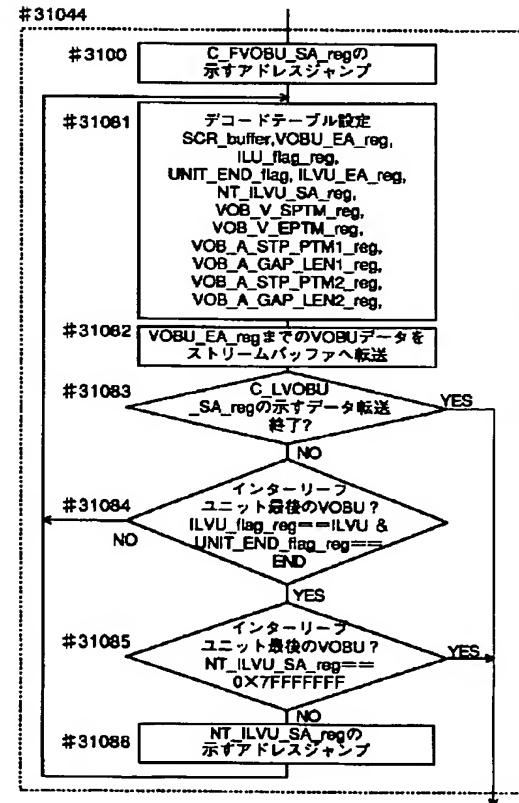 #31044
#3100
C_FVOBU_SA_regの
示すアドレスジャンプ
#31081
デコードテーブル設定
SCR_buffer,VOBU_EA_reg,
ILU_flag_reg,
UNIT_END_flag, ILVU_EA_reg,
NT_ILVU_SA_reg,
VOB_V_SPTM_reg,
VOB_V_EPTM_reg,
VOB_A_STP_PTM1_reg,
VOB_A_GAP_LEN1_reg,
VOB_A_STP_PTM2_reg,
VOB_A_GAP_LEN2_reg,
#31082
VOBU_EA_regまでのVOBUデータを
ストリームバッファへ転送
#31083
C_LVOBU
_SA_regの示すデータ転送
終了?
YES
NO
#31084
インターリーブ
ユニット最後のVOBU?
ILVU_flag_reg==ILVU &
UNIT_END_flag_reg==
END
NO
YES
#31085
インターリーブ
ユニット最後のVOBU?
NT_ILVU_SA_reg==
0X7FFFFFFF
YES
NO
#31086
NT_ILVU_SA_regの
示すアドレスジャンプ